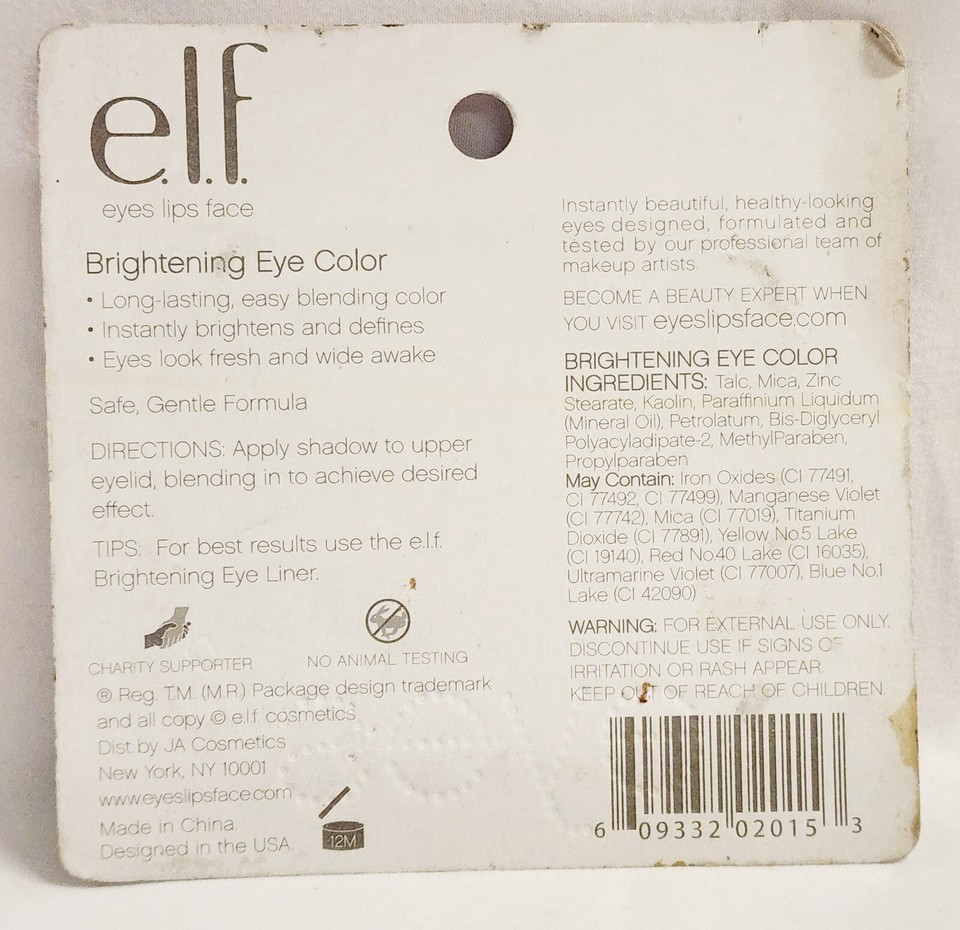 e.l.f.
eyes lips face
Brightening Eye Color
• Long-lasting, easy blending color
• Instantly brightens and defines
• Eyes look fresh and wide awake
Safe, Gentle Formula
DIRECTIONS: Apply shadow to upper
eyelid, blending in to achieve desired
effect.
TIPS: For best results use the e.l.f.
Brightening Eye Liner.
CHARITY SUPPORTER
NO ANIMAL TESTING
® Reg. T.M. (M.R.) Package design trademark
and all copy © e.l.f. cosmetics
Dist by JA Cosmetics
New York, NY 10001
www.eyeslipsface.com
Made in China.
Designed in the USA.
12M
Instantly beautiful, healthy-looking
eyes designed, formulated and
tested by our professional team of
makeup artists.
BECOME A BEAUTY EXPERT WHEN
YOU VISIT eyeslipsface.com
BRIGHTENING EYE COLOR
INGREDIENTS: Talc, Mica, Zinc
Stearate, Kaolin, Paraffinium Liquidum
(Mineral Oil), Petrolatum, Bis-Diglyceryl
Polyacyladipate-2, MethylParaben,
Propylparaben
May Contain: Iron Oxides (CI 77491,
CI 77492, CI 77499), Manganese Violet
(CI 77742), Mica (CI 77019), Titanium
Dioxide (CI 77891), Yellow No.5 Lake
(CI 19140), Red No.40 Lake (CI 16035),
Ultramarine Violet (CI 77007), Blue No.1
Lake (CI 42090)
WARNING: FOR EXTERNAL USE ONLY.
DISCONTINUE USE IF SIGNS OF
IRRITATION OR RASH APPEAR.
KEEP OUT OF REACH OF CHILDREN.
6 09332 02015 3